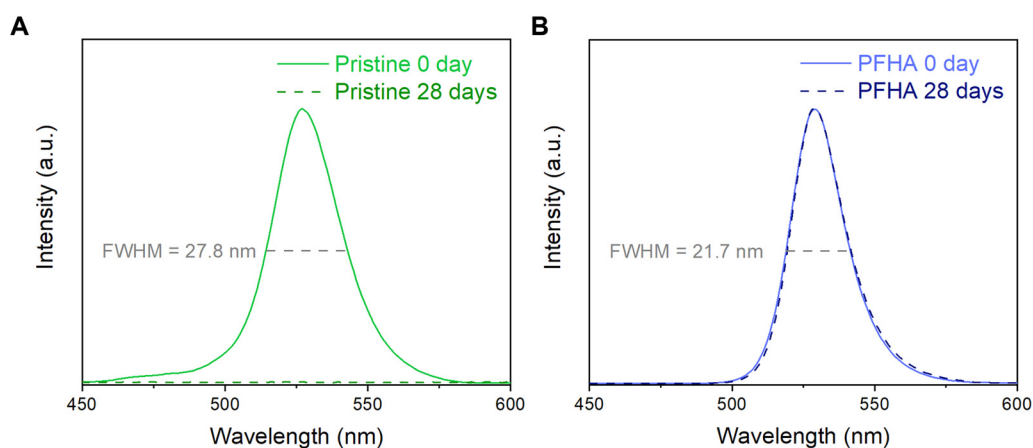 A
Pristine 0 day
Pristine 28 days
FWHM = 27.8 nm
Intensity (a.u.)
450
500
550
600
Wavelength (nm)
B
PFHA 0 day
PFHA 28 days
FWHM = 21.7 nm
Intensity (a.u.)
450
500
550
600
Wavelength (nm)